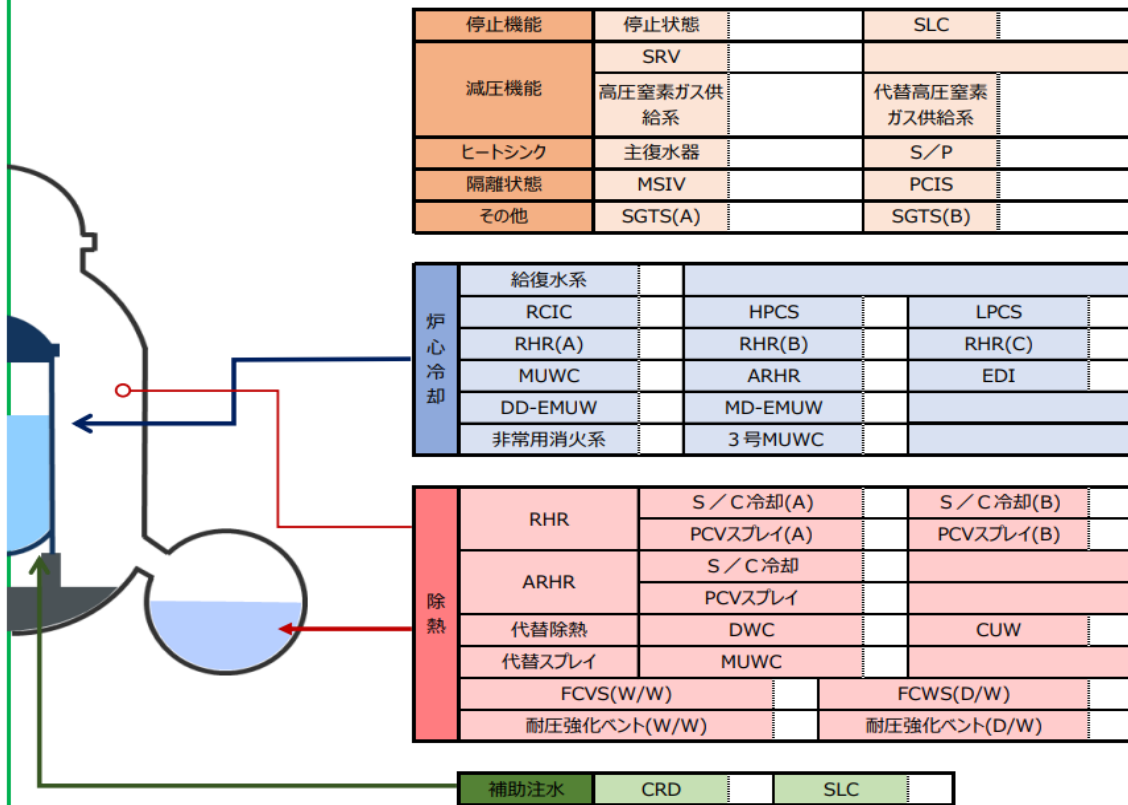 停止機能 停止状態 SLC
減圧機能 SRV
高圧窒素ガス供
給系 代替高圧窒素
ガス供給系
ヒートシンク 主復水器 S／P
隔離状態 MSIV PCIS
その他 SGTS(A) SGTS(B)
炉心冷却
給復水系
RCIC HPCS LPCS
RHR(A) RHR(B) RHR(C)
MUWC ARHR EDI
DD-EMUW MD-EMUW
非常用消火系 ３号MUWC
除熱
RHR S／C冷却(A) S／C冷却(B)
PCVスプレイ(A) PCVスプレイ(B)
ARHR S／C冷却
PCVスプレイ
代替除熱 DWC CUW
代替スプレイ MUWC
FCVS(W/W) FCWS(D/W)
耐圧強化ベント(W/W) 耐圧強化ベント(D/W)
補助注水 CRD SLC